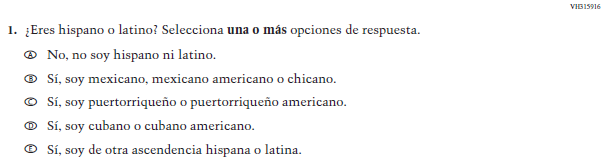 VH315916
1. ¿Eres hispano o latino? Selecciona una o más opciones de respuesta.
A No, no soy hispano ni latino.
B Sí, soy mexicano, mexicano americano o chicano.
C Sí, soy puertorriqueño o puertorriqueño americano.
D Sí, soy cubano o cubano americano.
E Sí, soy de otra ascendencia hispana o latina.